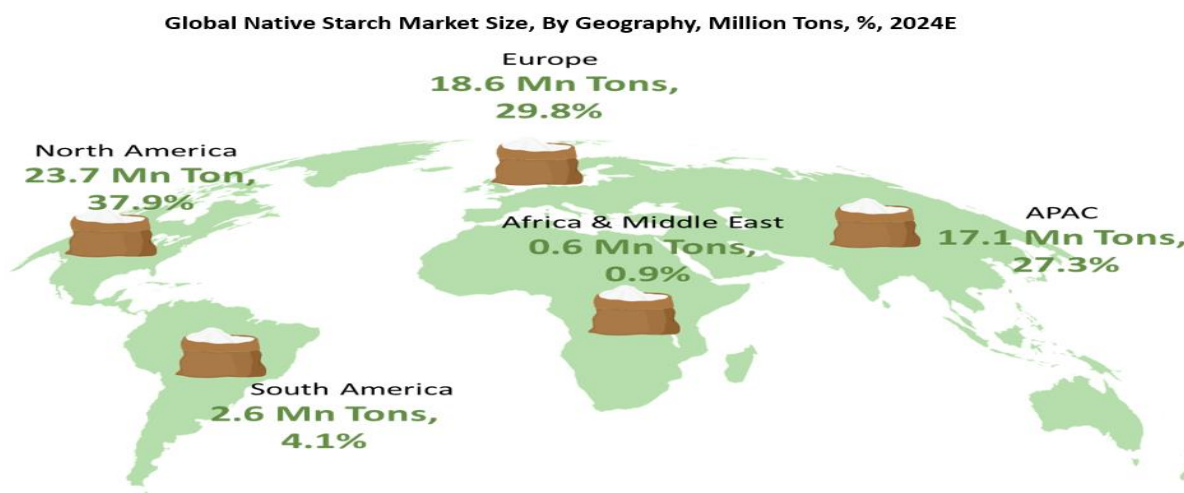 Global Native Starch Market Size, By Geography, Million Tons, %, 2024E
Europe
18.6 Mn Tons,
29.8%
North America
23.7 Mn Ton,
37.9%
Africa & Middle East
0.6 Mn Tons,
0.9%
APAC
17.1 Mn Tons,
27.3%
South America
2.6 Mn Tons,
4.1%